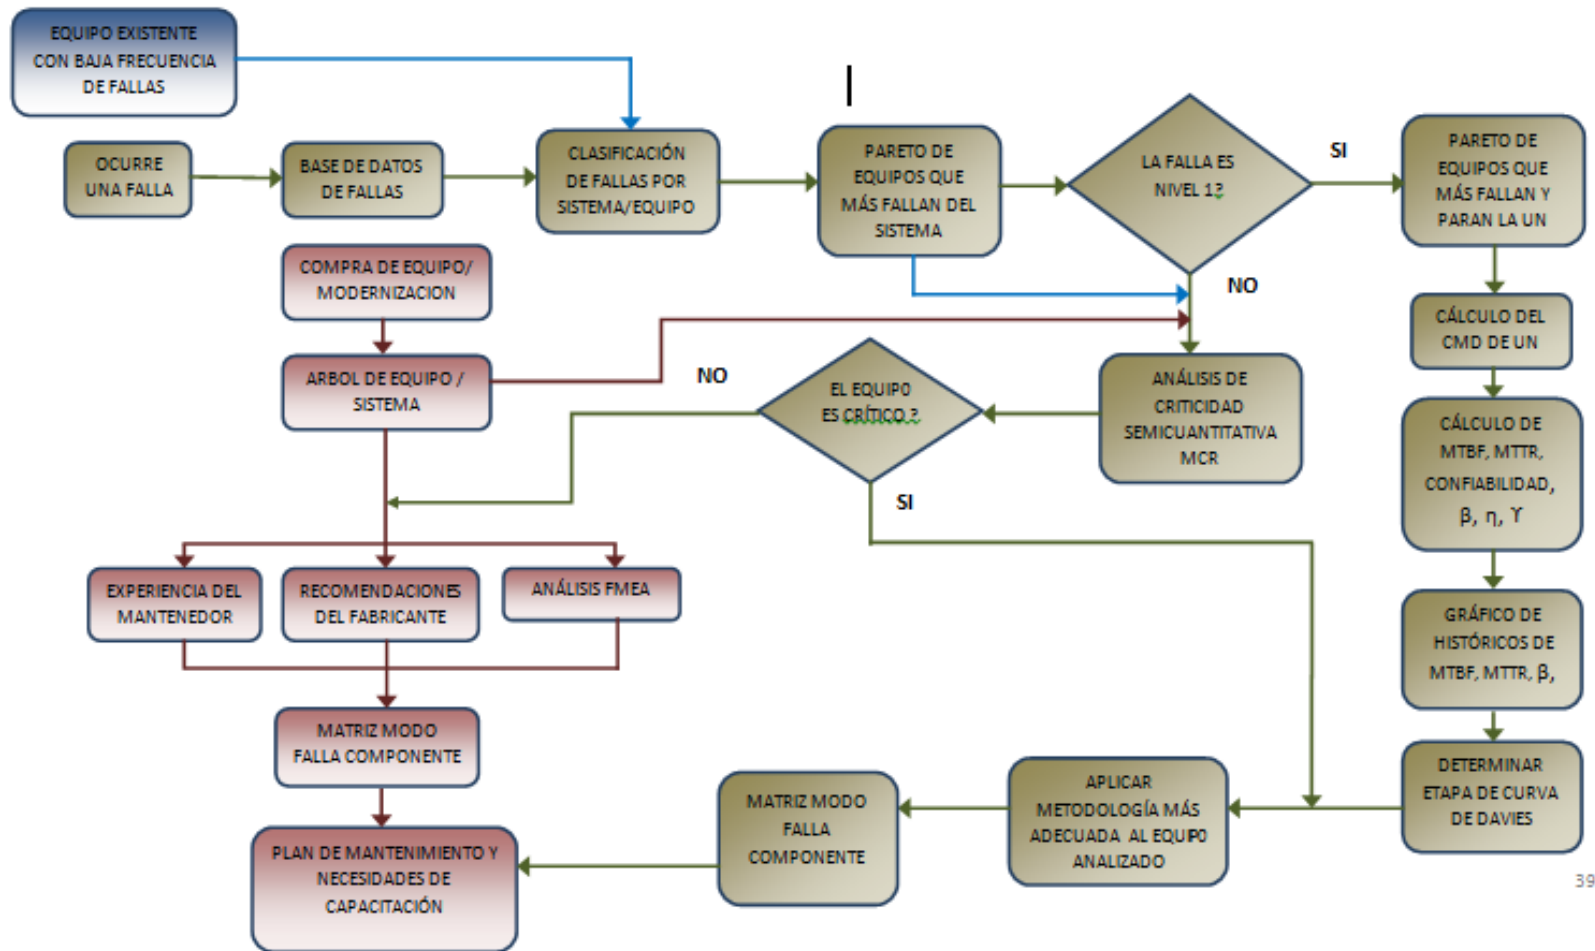 EQUIPO EXISTENTE
CON BAJA FRECUENCIA
DE FALLAS
OCURRE
UNA FALLA
BASE DE DATOS
DE FALLAS
CLASIFICACIÓN
DE FALLAS POR
SISTEMA/EQUIPO
PARETO DE
EQUIPOS QUE
MÁS FALLAN DEL
SISTEMA
LA FALLA ES
NIVEL 1?
SI
PARETO DE
EQUIPOS QUE
MÁS FALLAN Y
PARAN LA UN
NO
COMPRA DE EQUIPO/
MODERNIZACION
CÁLCULO DEL
CMD DE UN
ARBOL DE EQUIPO /
SISTEMA
NO
EL EQUIP0
ES CRÍTICO ?
ANÁLISIS DE
CRITICIDAD
SEMICUANTITATIVA
MCR
CÁLCULO DE
MTBF, MTTR,
CONFIABILIDAD,
β, η, ϒ
SI
EXPERIENCIA DEL
MANTENEDOR
RECOMENDACIONES
DEL FABRICANTE
ANÁLISIS FMEA
GRÁFICO DE
HISTÓRICOS DE
MTBF, MTTR, β,
MATRIZ MODO
FALLA COMPONENTE
DETERMINAR
ETAPA DE CURVA
DE DAVIES
APLICAR
METODOLOGÍA MÁS
ADECUADA AL EQUIP0
ANALIZADO
MATRIZ MODO
FALLA
COMPONENTE
PLAN DE MANTENIMIENTO Y
NECESIDADES DE
CAPACITACIÓN
39